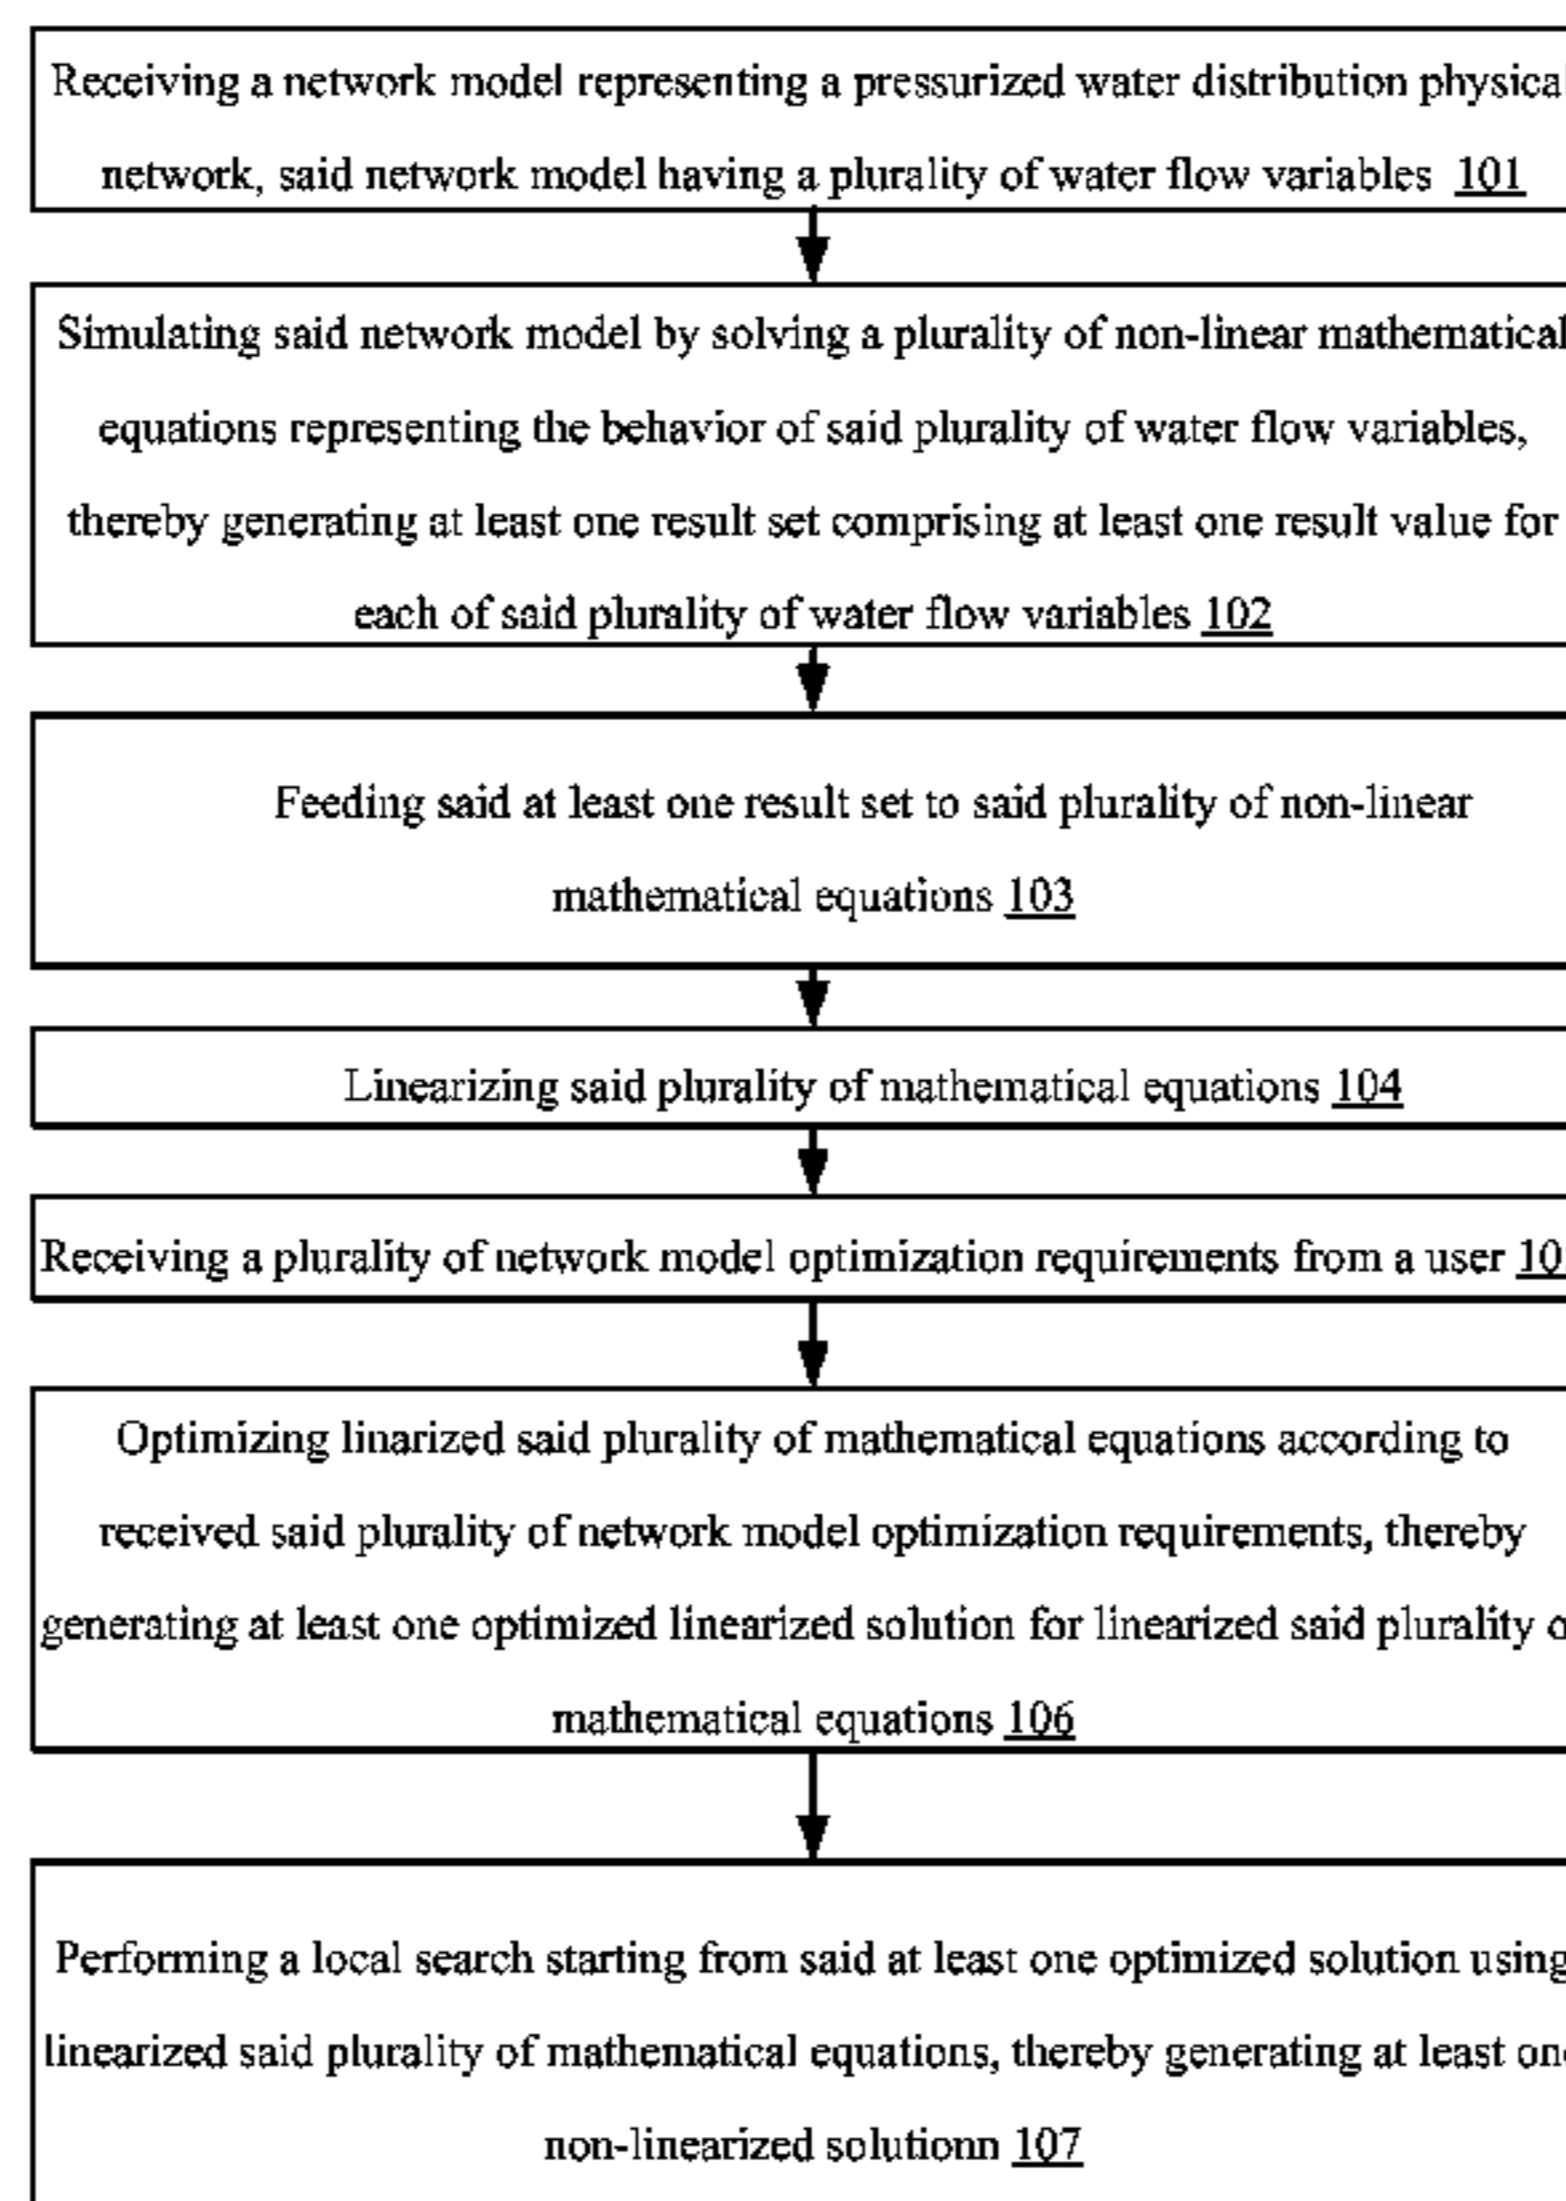 Receiving a network model representing a pressurized water distribution physical
network, said network model having a plurality of water flow variables 101
Simulating said network model by solving a plurality of non-linear mathematical
equations representing the behavior of said plurality of water flow variables,
thereby generating at least one result set comprising at least one result value for
each of said plurality of water flow variables 102
Feeding said at least one result set to said plurality of non-linear
mathematical equations 103
Linearizing said plurality of mathematical equations 104
Receiving a plurality of network model optimization requirements from a user 10
Optimizing linarized said plurality of mathematical equations according to
received said plurality of network model optimization requirements, thereby
generating at least one optimized linearized solution for linearized said plurality o
mathematical equations 106
Performing a local search starting from said at least one optimized solution using
linearized said plurality of mathematical equations, thereby generating at least one
non-linearized solutionn 107